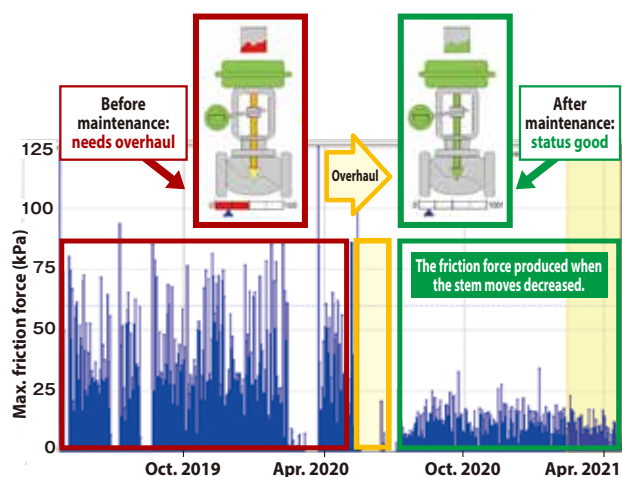 Before
maintenance:
needs overhaul
Overhaul
After
maintenance:
status good
Max. friction force (kPa)
125
100
75
50
25
0
The friction force produced when
the stem moves decreased.
Oct. 2019
Apr. 2020
Oct. 2020
Apr. 2021